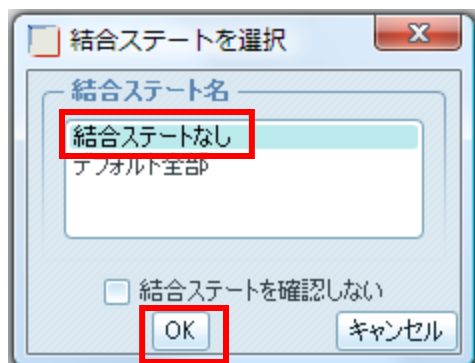 結合ステートを選択
結合ステート名
結合ステートなし
デフォルト全部
結合ステートを確認しない
OK
キャンセル